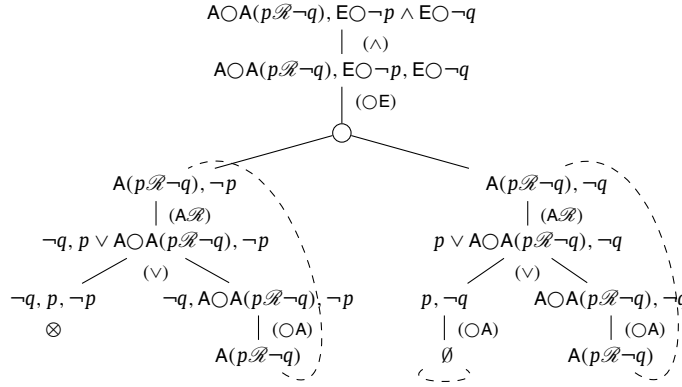 A○A(pℛ¬q), E○¬p ∧ E○¬q
(∧)
A○A(pℛ¬q), E○¬p, E○¬q
(○E)
A(pℛ¬q), ¬p
A(pℛ¬q), ¬q
(Aℛ)
(Aℛ)
¬q, p ∨ A○A(pℛ¬q), ¬p
p ∨ A○A(pℛ¬q), ¬q
(∨)
(∨)
¬q, p, ¬p
¬q, A○A(pℛ¬q), ¬p
p, ¬q
A○A(pℛ¬q), ¬q
⊗
(○A)
(○A)
(○A)
A(pℛ¬q)
∅
A(pℛ¬q)